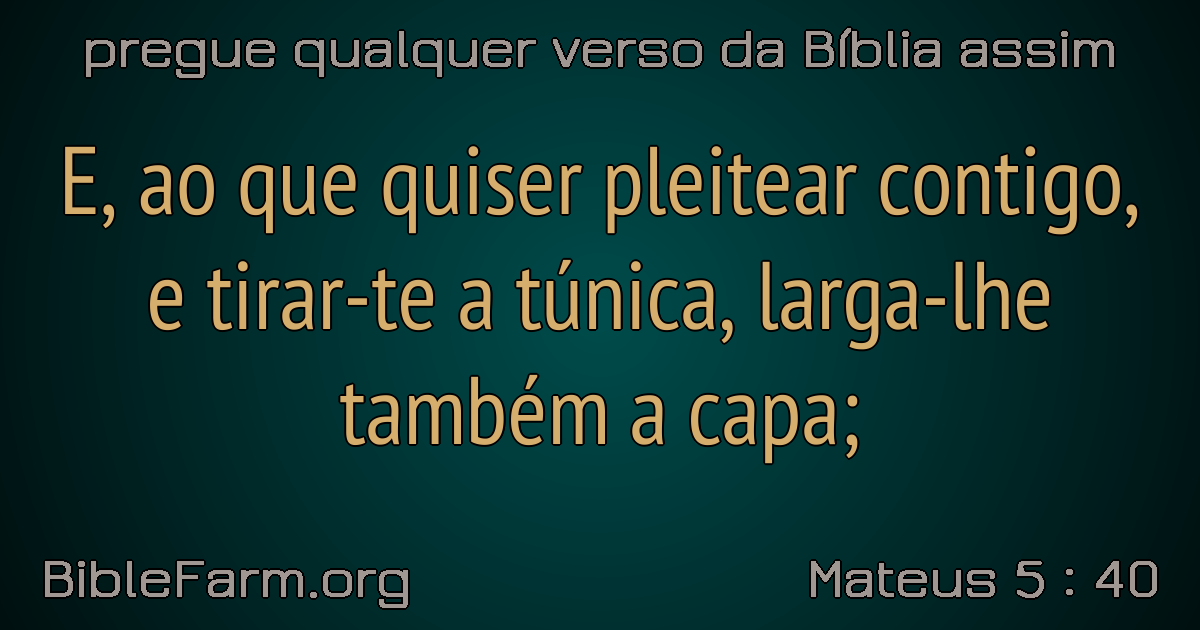 pregue qualquer verso da Bíblia assim
E, ao que quiser pleitear contigo,
e tirar-te a túnica, larga-lhe
também a capa;
BibleFarm.org
Mateus 5 : 40